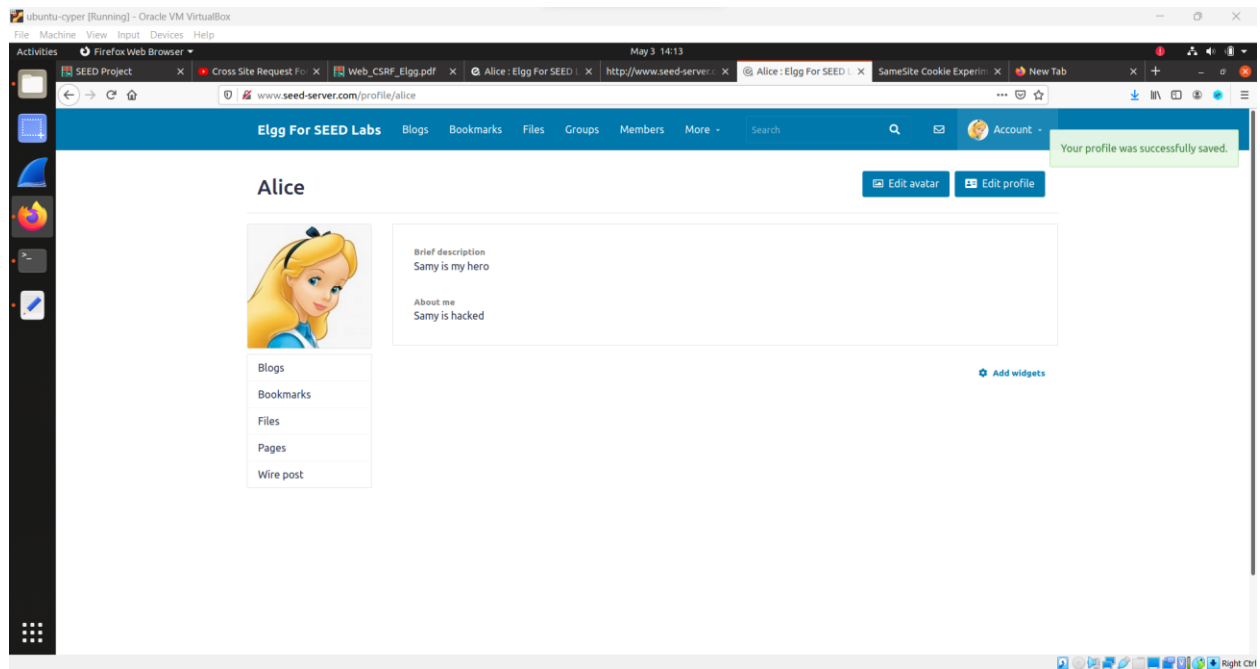 ubuntu-cyper [Running] - Oracle VM VirtualBox
File Machine View Input Devices Help
Activities Firefox Web Browser May 3 14:13
SEED Project Cross Site Request Fo Web_CSRF_Elgg.pdf Alice : Elgg For SEED L http://www.seed-server.c Alice : Elgg For SEED L SameSite Cookie Experim New Tab
www.seed-server.com/profile/alice
Elgg For SEED Labs Blogs Bookmarks Files Groups Members More Search Account
Your profile was successfully saved.
Alice Edit avatar Edit profile
Brief description
Samy is my hero
About me
Samy is hacked
Blogs
Add widgets
Bookmarks
Files
Pages
Wire post
Right Ctrl